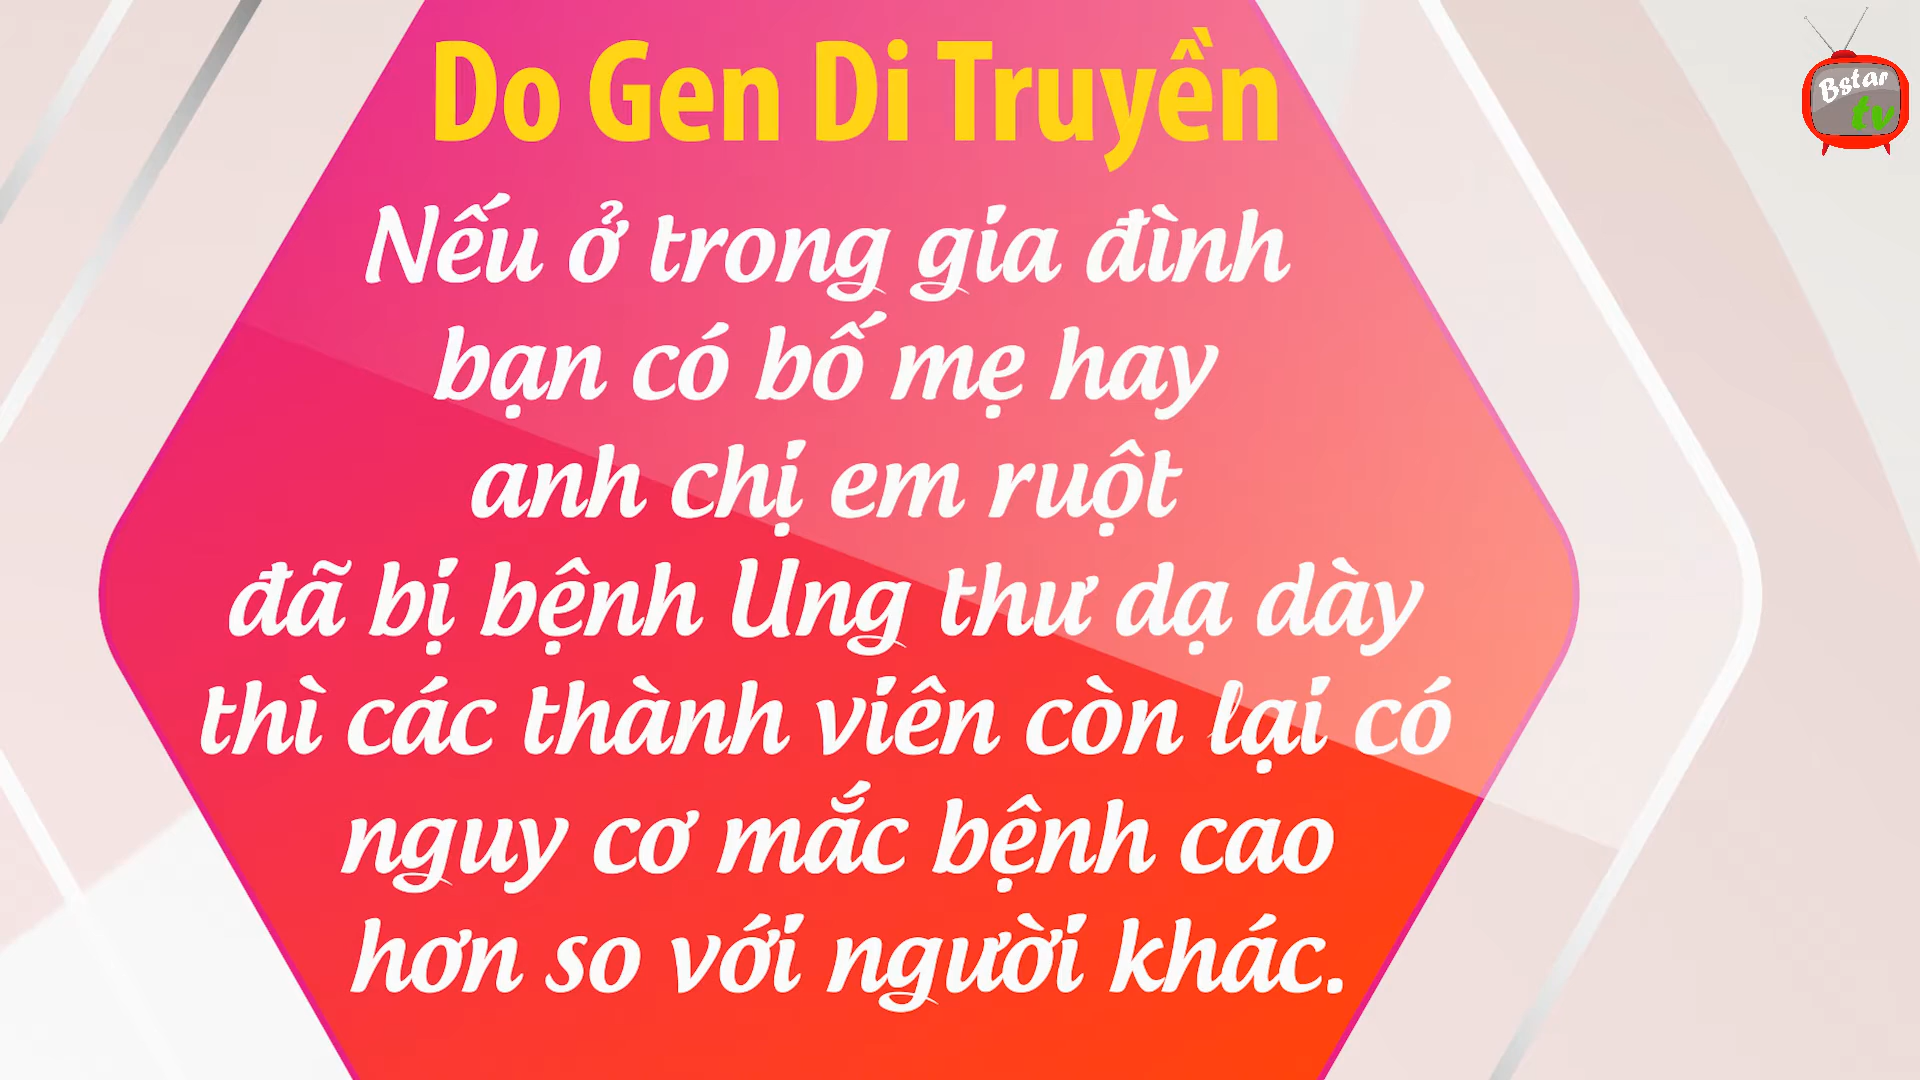 Do Gen Di Truyền
Bstar
tv
Nếu ở trong gia đình
bạn có bố mẹ hay
anh chị em ruột
đã bị bệnh Ung thư dạ dày
thì các thành viên còn lại có
nguy cơ mắc bệnh cao
hơn so với người khác.